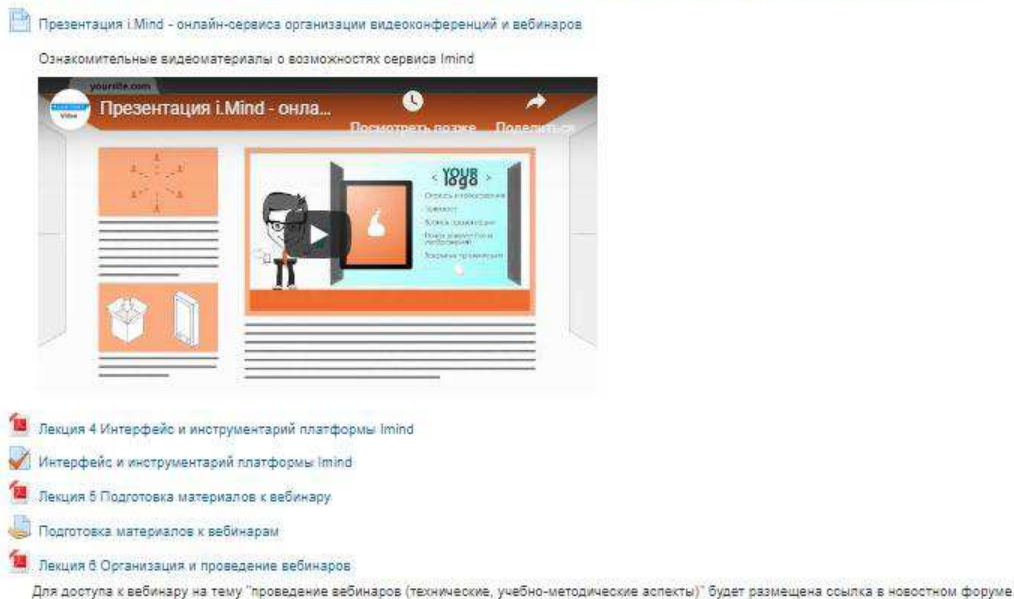 Презентация i.Mind - онлайн-сервиса организации видеоконференций и вебинаров
Ознакомительные видеоматериалы о возможностях сервиса Imind
yoursite.com
Презентация i.Mind - онла...
Посмотреть позже
Поделиться
< YOUR logo >
Лекция 4 Интерфейс и инструментарий платформы Imind
Интерфейс и инструментарий платформы Imind
Лекция 5 Подготовка материалов к вебинару
Подготовка материалов к вебинарам
Лекция 6 Организация и проведение вебинаров
Для доступа к вебинару на тему "проведение вебинаров (технические, учебно-методические аспекты)" будет размещена ссылка в новостном форуме